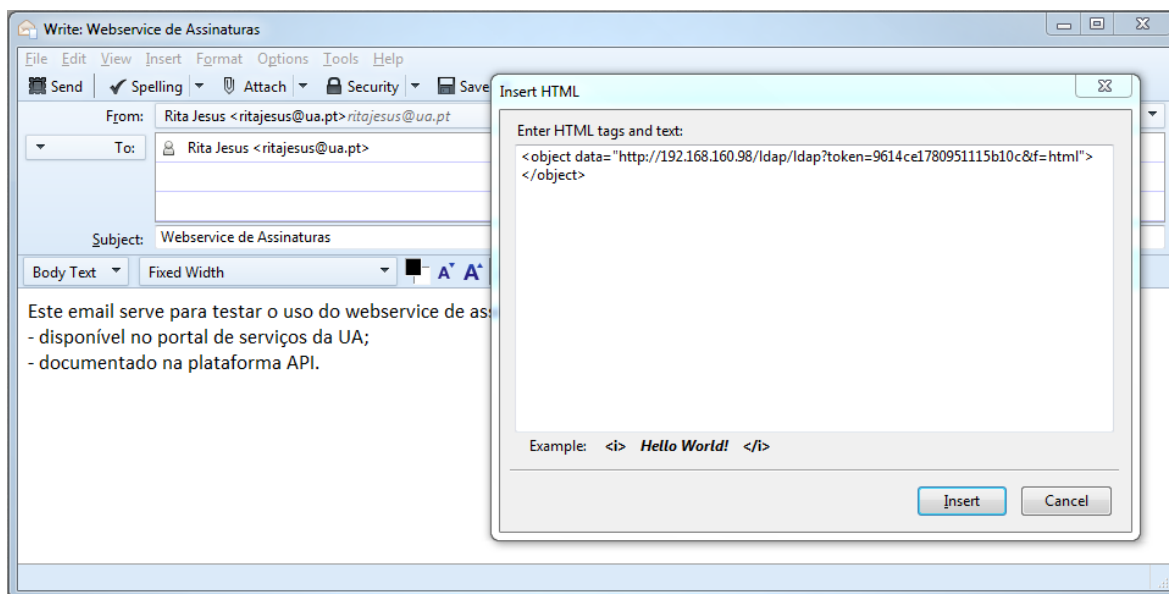 Write: Webservice de Assinaturas
File Edit View Insert Format Options Tools Help
Send Spelling Attach Security Save
From: Rita Jesus <ritajesus@ua.pt> ritajesus@ua.pt
To: Rita Jesus <ritajesus@ua.pt>
Subject: Webservice de Assinaturas
Body Text Fixed Width A A
Este email serve para testar o uso do webservice de as
- disponível no portal de serviços da UA;
- documentado na plataforma API.
Insert HTML
Enter HTML tags and text:
<object data="http://192.168.160.98/ldap/ldap?token=9614ce1780951115b10c&f=html">
</object>
Example: <i> Hello World! </i>
Insert Cancel